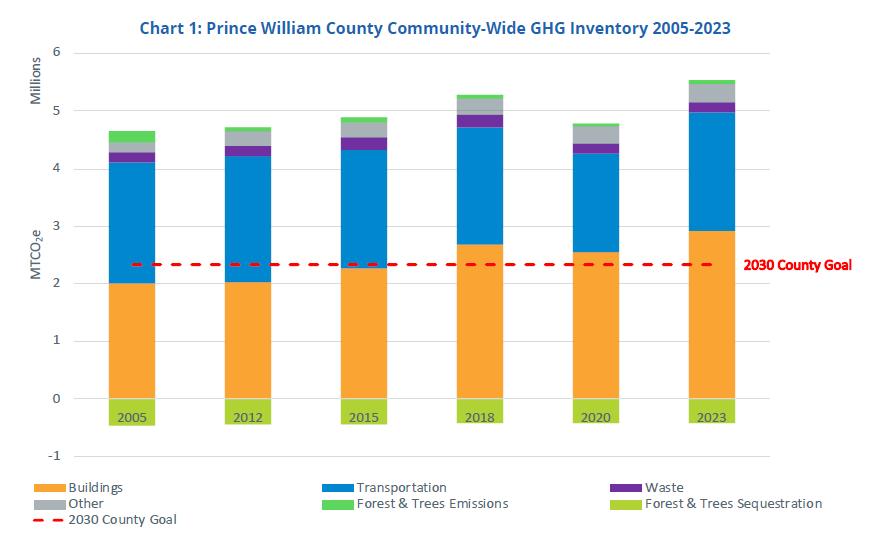 Chart 1: Prince William County Community-Wide GHG Inventory 2005-2023
6
Millions
5
4
3
MTCO₂e
2030 County Goal
2
1
0
2005 2012 2015 2018 2020 2023
-1
Buildings Transportation Waste
Other Forest & Trees Emissions Forest & Trees Sequestration
2030 County Goal